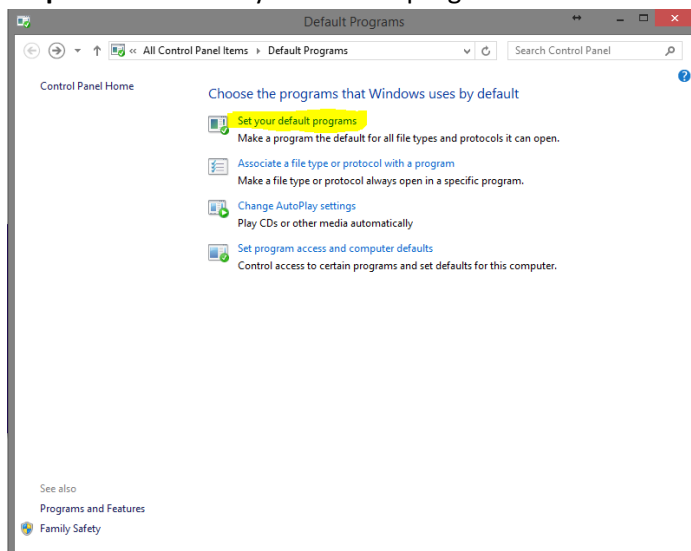 Default Programs
« All Control Panel Items ▸ Default Programs
Search Control Panel
Control Panel Home
Choose the programs that Windows uses by default
Set your default programs
Make a program the default for all file types and protocols it can open.
Associate a file type or protocol with a program
Make a file type or protocol always open in a specific program.
Change AutoPlay settings
Play CDs or other media automatically
Set program access and computer defaults
Control access to certain programs and set defaults for this computer.
See also
Programs and Features
Family Safety